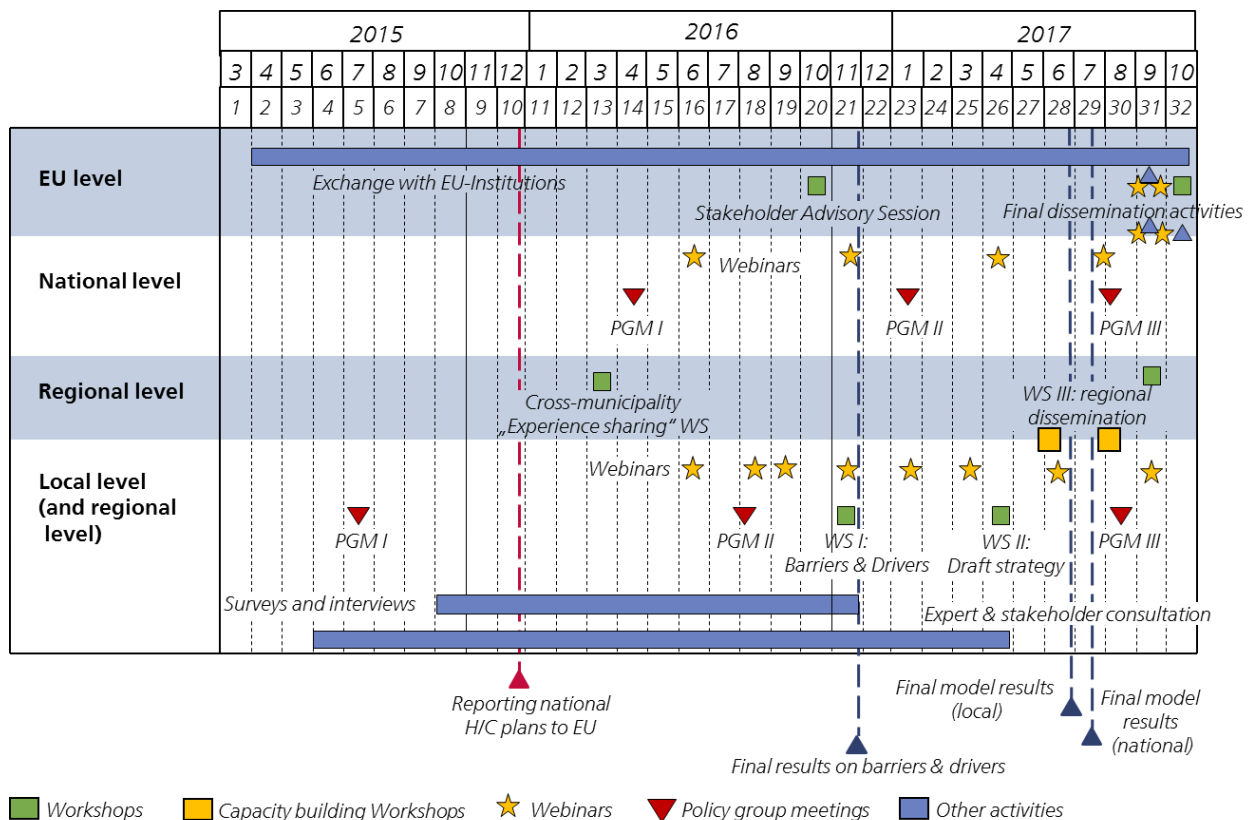 2015 2016 2017
3 4 5 6 7 8 9 10 11 12 1 2 3 4 5 6 7 8 9 10 11 12 1 2 3 4 5 6 7 8 9 10
1 2 3 4 5 6 7 8 9 10 11 12 13 14 15 16 17 18 19 20 21 22 23 24 25 26 27 28 29 30 31 32
EU level
Exchange with EU-Institutions
Stakeholder Advisory Session
Final dissemination activities
National level
Webinars
PGM I
PGM II
PGM III
Regional level
Cross-municipality
„Experience sharing“ WS
WS III: regional
dissemination
Local level
(and regional
level)
Webinars
PGM I
PGM II
WS I:
Barriers & Drivers
WS II:
Draft strategy
PGM III
Surveys and interviews
Expert & stakeholder consultation
Reporting national
H/C plans to EU
Final results on barriers & drivers
Final model results
(local)
Final model
results
(national)
Workshops
Capacity building Workshops
Webinars
Policy group meetings
Other activities